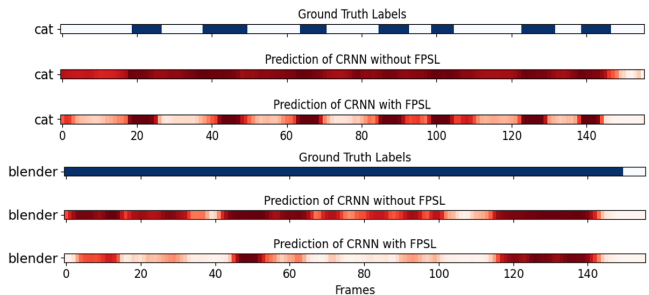 Ground Truth Labels
cat
Prediction of CRNN without FPSL
cat
Prediction of CRNN with FPSL
cat
0 20 40 60 80 100 120 140
Ground Truth Labels
blender
Prediction of CRNN without FPSL
blender
Prediction of CRNN with FPSL
blender
0 20 40 60 80 100 120 140
Frames